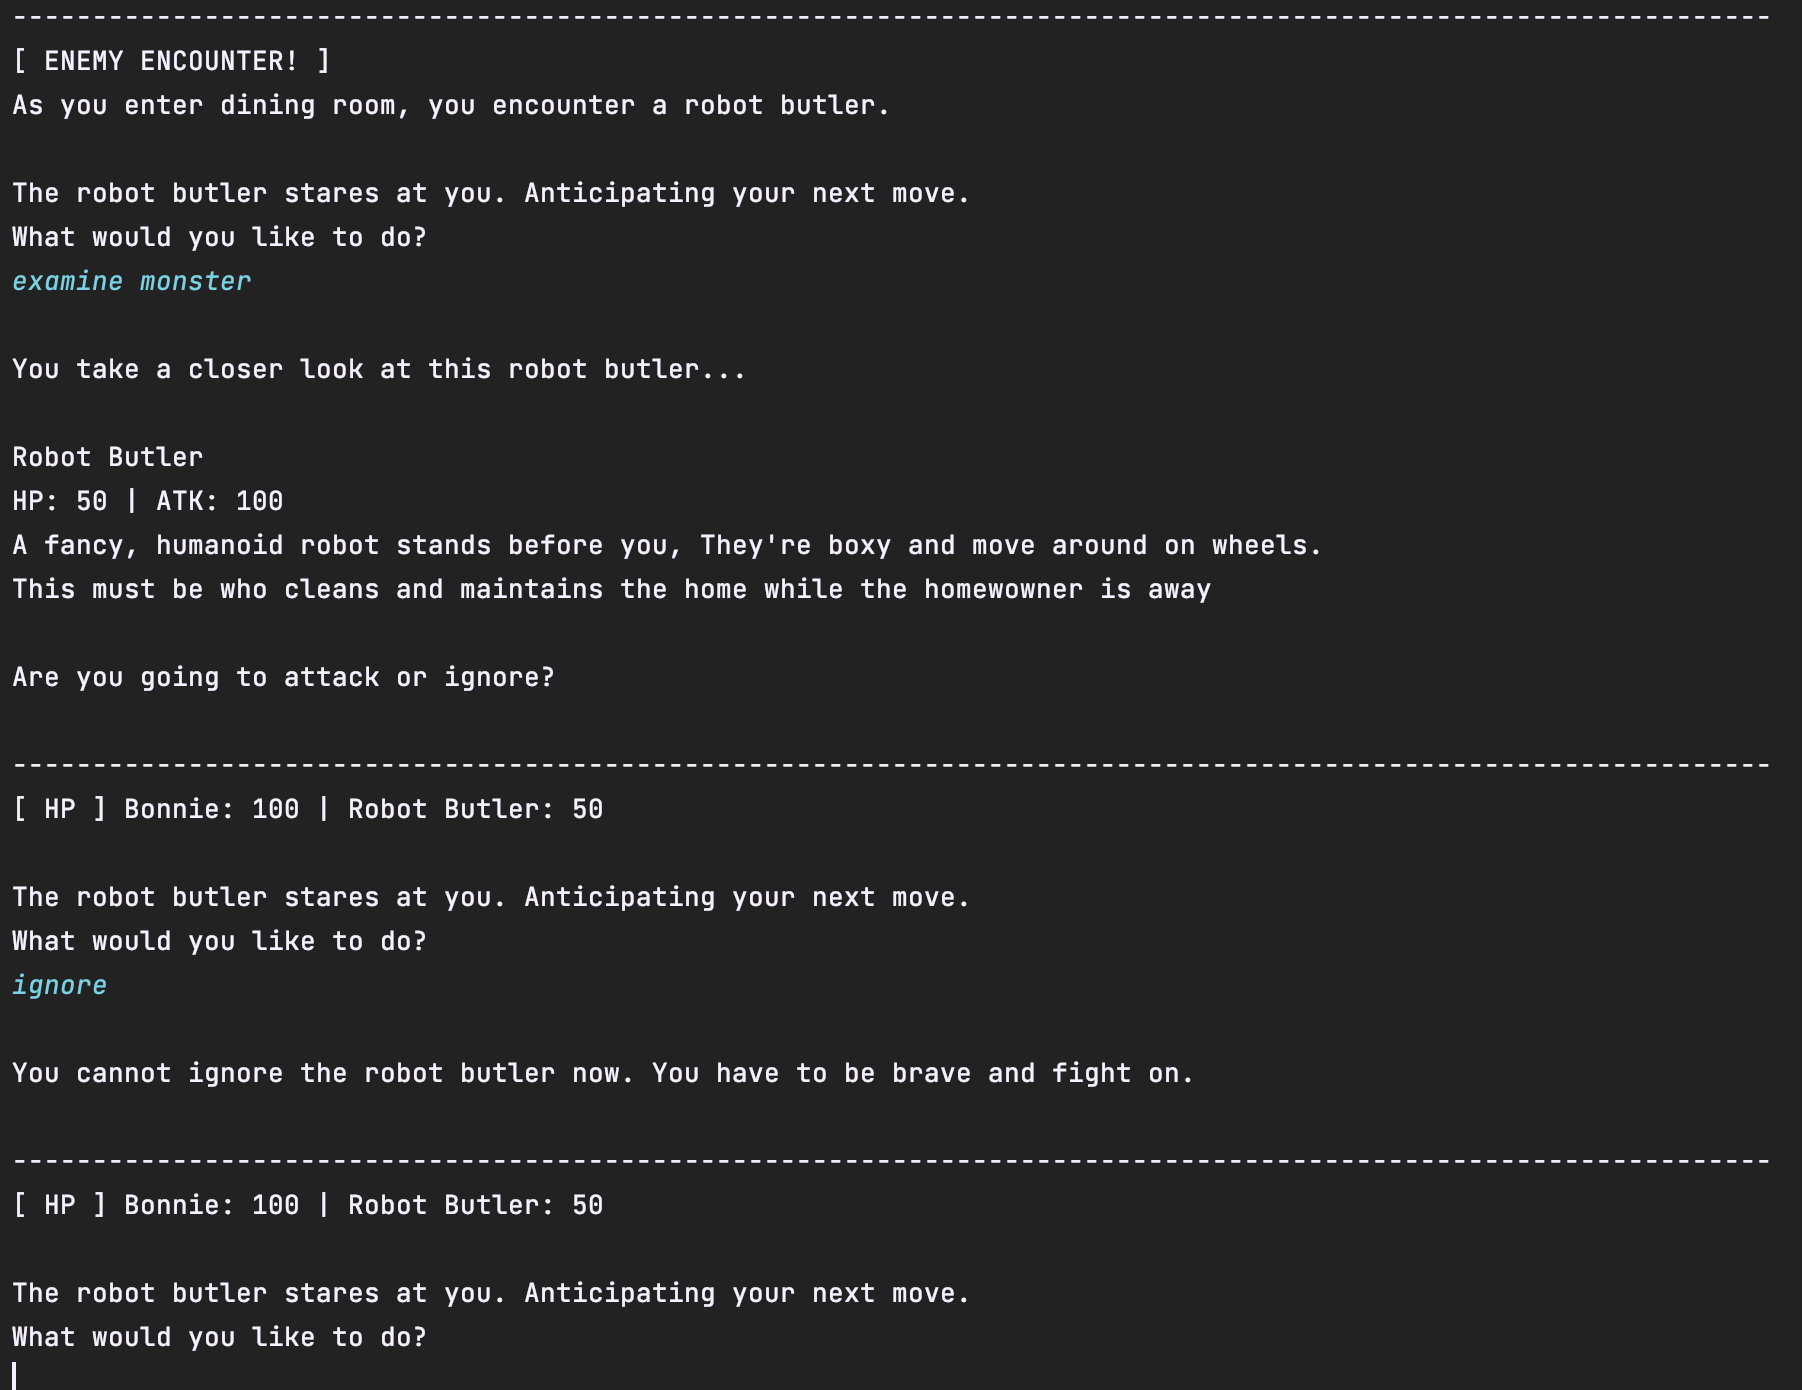 --------------------------------------------------------------------------------------------------------------
[ ENEMY ENCOUNTER! ]
As you enter dining room, you encounter a robot butler.
The robot butler stares at you. Anticipating your next move.
What would you like to do?
examine monster
You take a closer look at this robot butler...
Robot Butler
HP: 50 | ATK: 100
A fancy, humanoid robot stands before you, They're boxy and move around on wheels.
This must be who cleans and maintains the home while the homewowner is away
Are you going to attack or ignore?
--------------------------------------------------------------------------------------------------------------
[ HP ] Bonnie: 100 | Robot Butler: 50
The robot butler stares at you. Anticipating your next move.
What would you like to do?
ignore
You cannot ignore the robot butler now. You have to be brave and fight on.
--------------------------------------------------------------------------------------------------------------
[ HP ] Bonnie: 100 | Robot Butler: 50
The robot butler stares at you. Anticipating your next move.
What would you like to do?